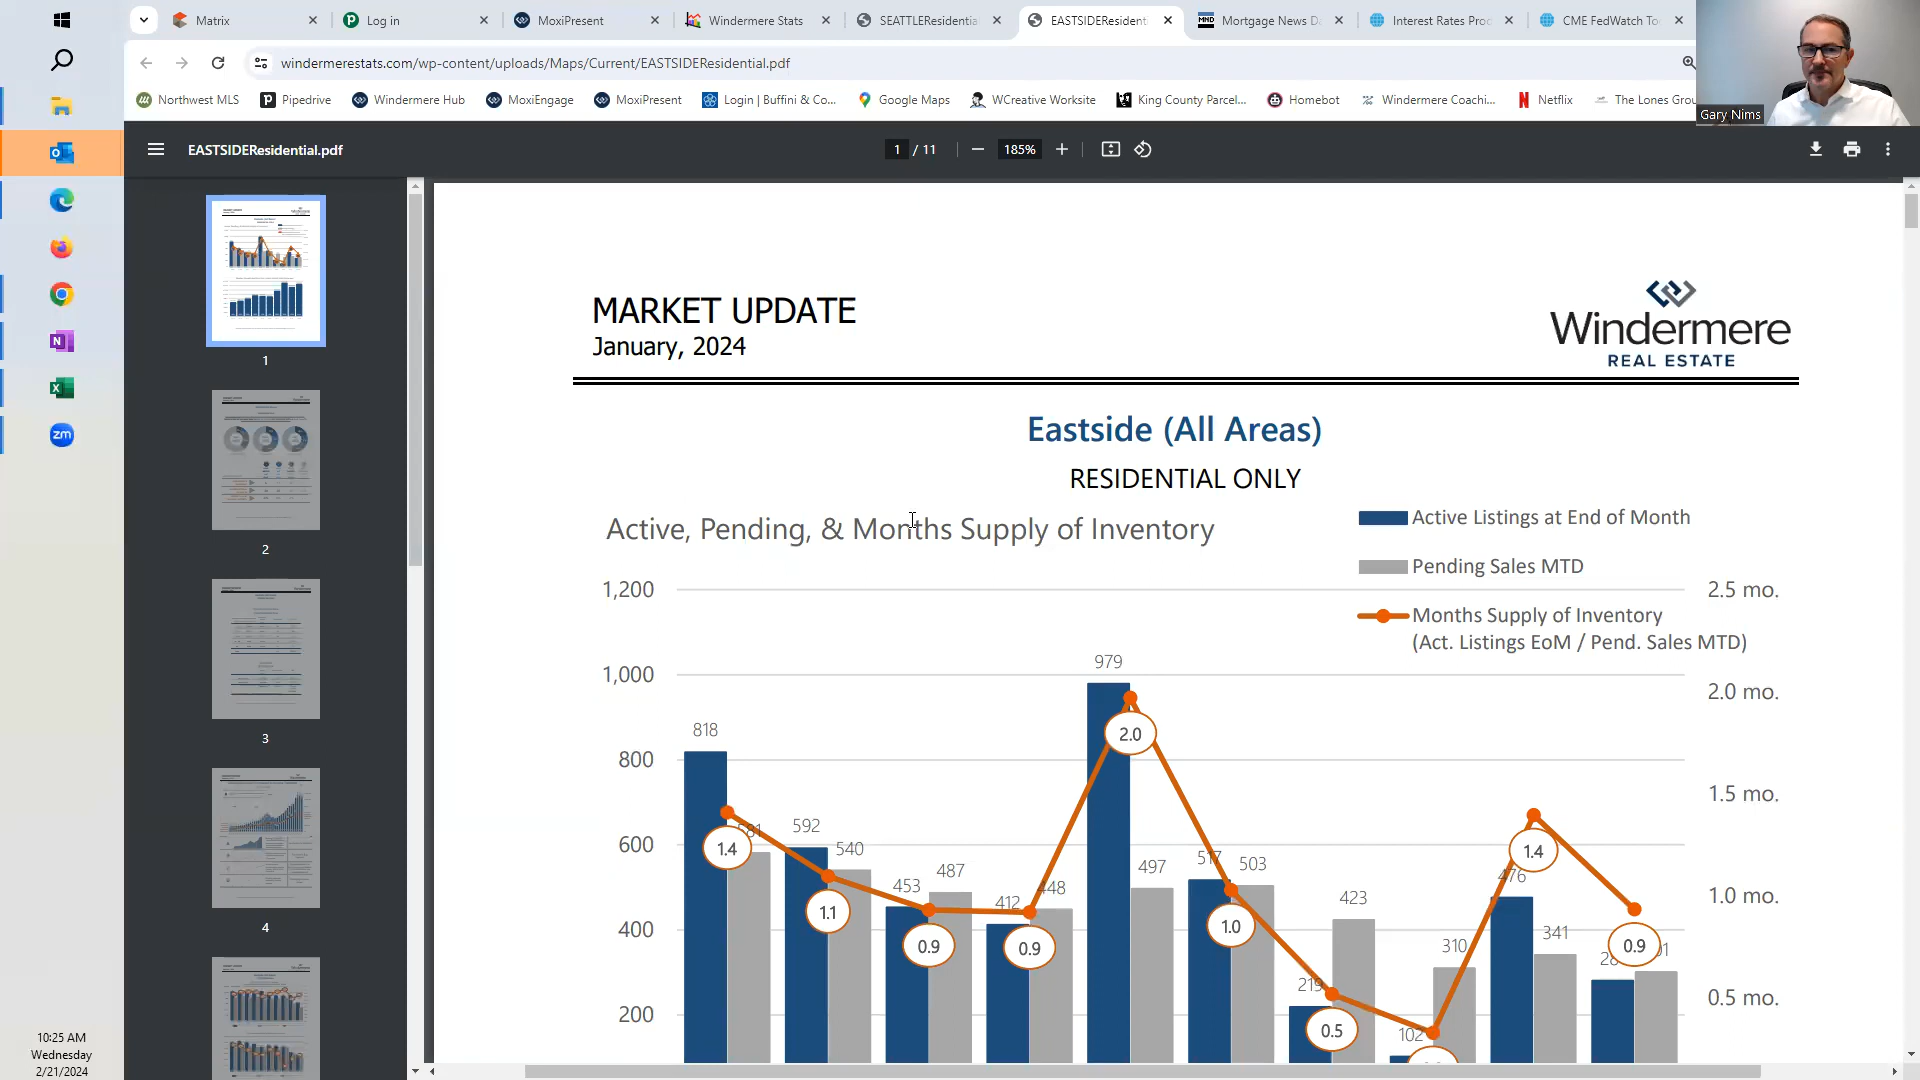 Matrix
Log in
MoxiPresent
Windermere Stats
SEATTLEResidentia
EASTSIDEResident
Mortgage News D
Interest Rates Pro
CME FedWatch To
windermerestats.com/wp-content/uploads/Maps/Current/EASTSIDEResidential.pdf
Northwest MLS
Pipedrive
Windermere Hub
MoxiEngage
MoxiPresent
Login | Buffini & Co...
Google Maps
WCreative Worksite
King County Parcel...
Homebot
Windermere Coachi...
Netflix
The Lones Grou
Gary Nims
EASTSIDEResidential.pdf
1 / 11
185%
MARKET UPDATE
January, 2024
Windermere
REAL ESTATE
Eastside (All Areas)
RESIDENTIAL ONLY
Active, Pending, & Months Supply of Inventory
Active Listings at End of Month
Pending Sales MTD
Months Supply of Inventory
(Act. Listings EoM / Pend. Sales MTD)
1,200
1,000
800
600
400
200
2.5 mo.
2.0 mo.
1.5 mo.
1.0 mo.
0.5 mo.
818
581
1.4
592
540
1.1
453
487
0.9
412
448
0.9
979
497
2.0
517
503
1.0
219
423
0.5
102
310
476
341
1.4
0.9
1
2
3
4
zm
10:25 AM
Wednesday
2/21/2024